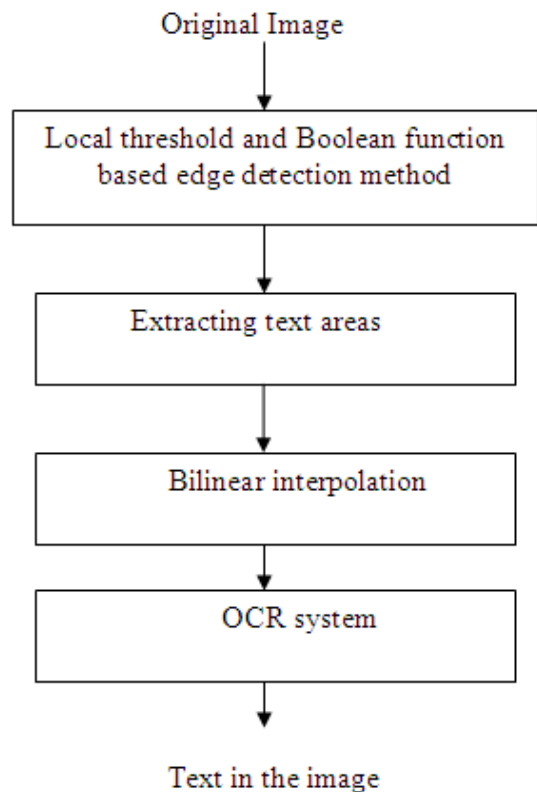 Original Image
Local threshold and Boolean function
based edge detection method
Extracting text areas
Bilinear interpolation
OCR system
Text in the image